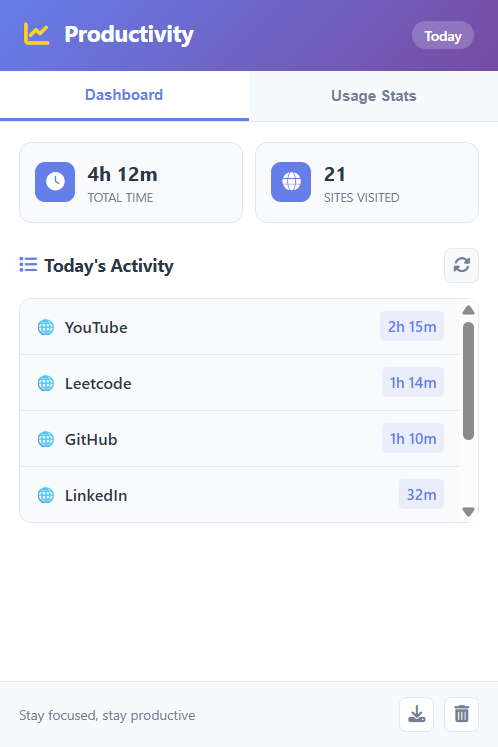 Productivity
Today
Dashboard
Usage Stats
4h 12m
TOTAL TIME
21
SITES VISITED
Today's Activity
YouTube
2h 15m
Leetcode
1h 14m
GitHub
1h 10m
LinkedIn
32m
Stay focused, stay productive